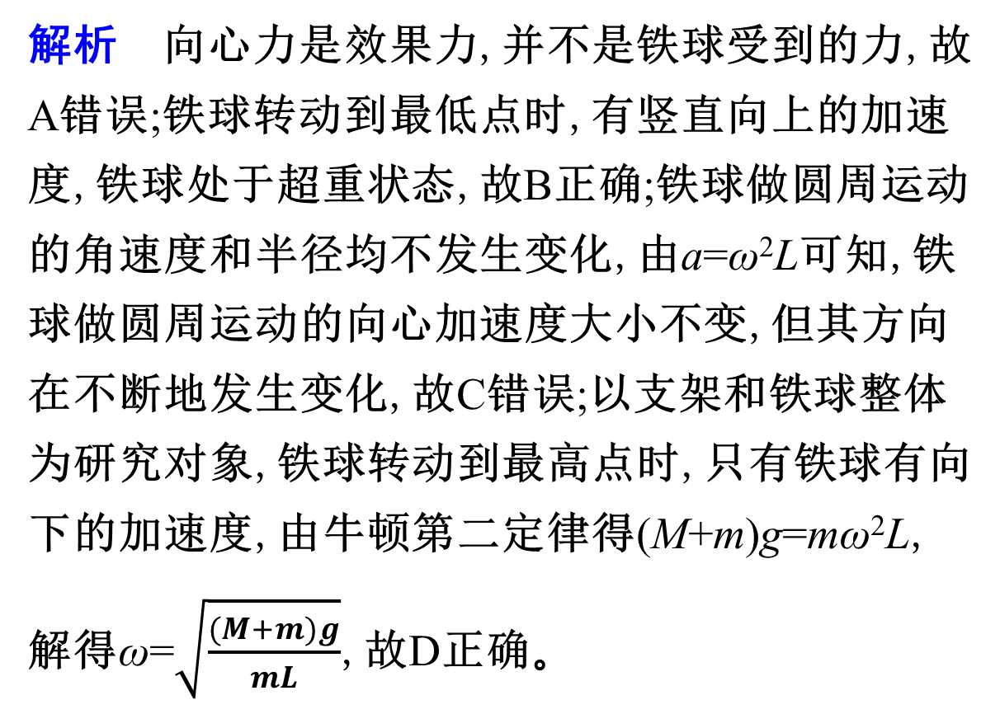 解析　向心力是效果力,并不是铁球受到的力,故
A错误;铁球转动到最低点时,有竖直向上的加速
度,铁球处于超重状态,故B正确;铁球做圆周运动
的角速度和半径均不发生变化,由a=ω²L可知,铁
球做圆周运动的向心加速度大小不变,但其方向
在不断地发生变化,故C错误;以支架和铁球整体
为研究对象,铁球转动到最高点时,只有铁球有向
下的加速度,由牛顿第二定律得(M+m)g=mω²L,
解得ω=√((M+m)g/mL),故D正确。